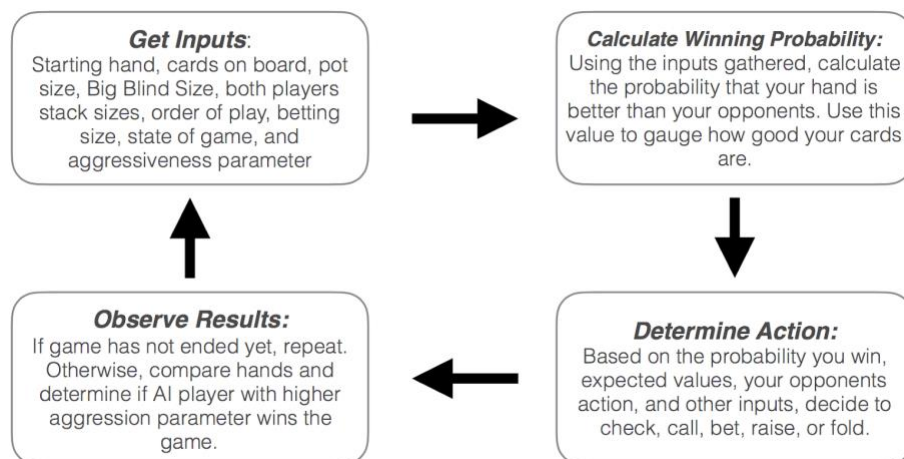 Get Inputs:
Starting hand, cards on board, pot
size, Big Blind Size, both players
stack sizes, order of play, betting
size, state of game, and
aggressiveness parameter
Calculate Winning Probability:
Using the inputs gathered, calculate
the probability that your hand is
better than your opponents. Use this
value to gauge how good your cards
are.
Observe Results:
If game has not ended yet, repeat.
Otherwise, compare hands and
determine if AI player with higher
aggression parameter wins the
game.
Determine Action:
Based on the probability you win,
expected values, your opponents
action, and other inputs, decide to
check, call, bet, raise, or fold.